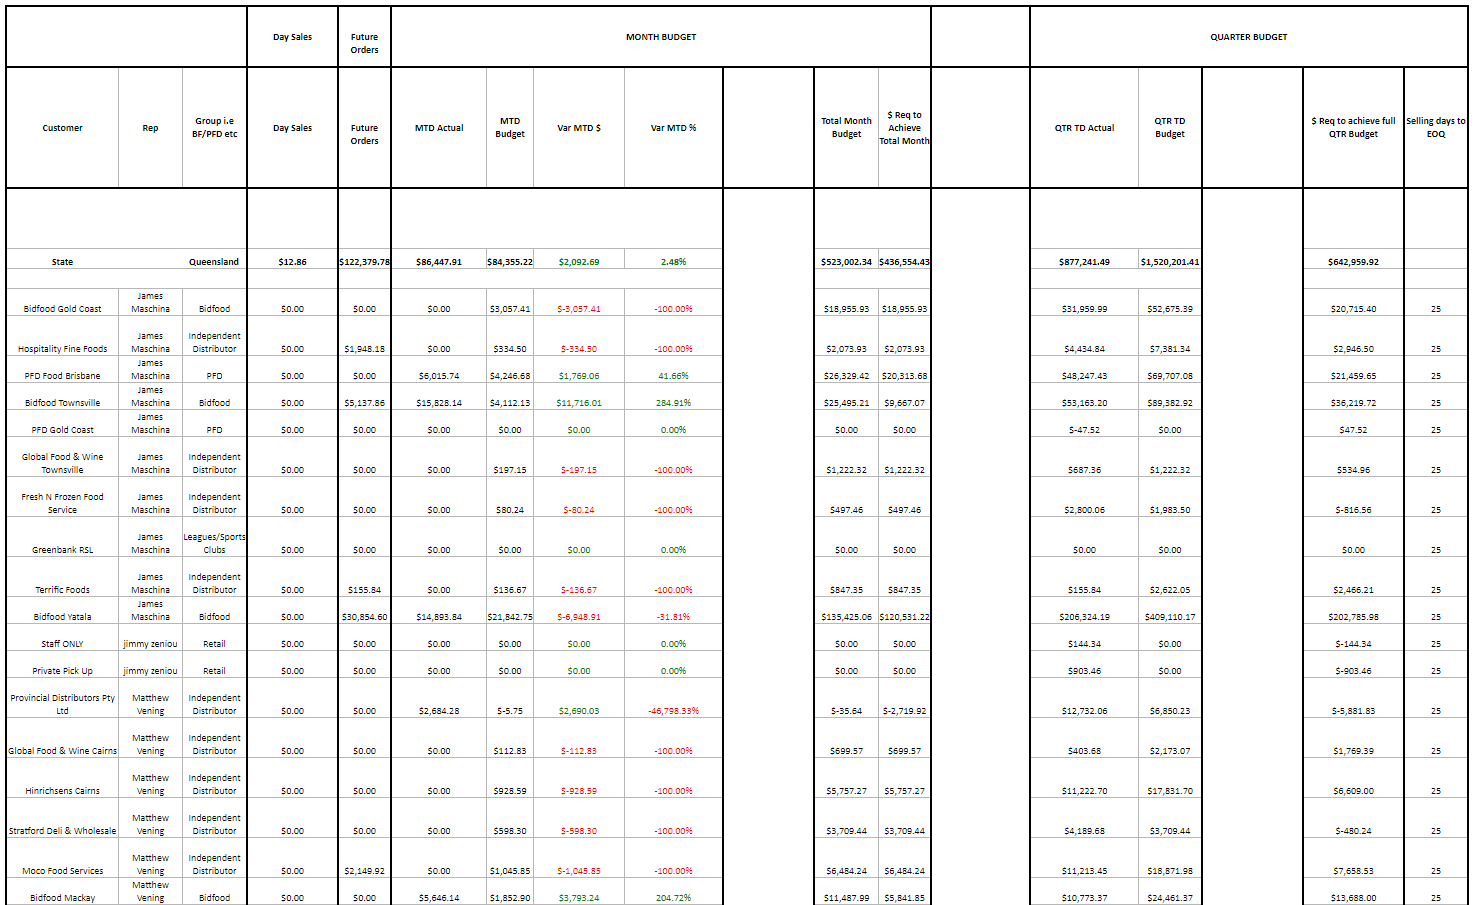 Day Sales Future Orders MONTH BUDGET QUARTER BUDGET
Customer Rep Group i.e BF/PFD etc Day Sales Future Orders MTD Actual MTD Budget Var MTD $ Var MTD % Total Month Budget $ Req to Achieve Total Month QTR TD Actual QTR TD Budget $ Req to achieve full QTR Budget Selling days to EOQ
State Queensland $12.86 $122,379.78 $86,447.91 $84,355.22 $2,092.69 2.48% $523,002.34 $436,554.43 $877,241.49 $1,520,201.41 $642,959.92
Bidfood Gold Coast James Maschina Bidfood $0.00 $0.00 $0.00 $3,057.41 $-3,057.41 -100.00% $18,955.93 $18,955.93 $31,959.99 $52,675.39 $20,715.40 25
Hospitality Fine Foods James Maschina Independent Distributor $0.00 $1,948.18 $0.00 $334.50 $-334.50 -100.00% $2,073.93 $2,073.93 $4,434.84 $7,381.34 $2,946.50 25
PFD Food Brisbane James Maschina PFD $0.00 $0.00 $6,015.74 $4,246.68 $1,769.06 41.66% $26,329.42 $20,313.68 $48,247.43 $69,707.08 $21,459.65 25
Bidfood Townsville James Maschina Bidfood $0.00 $5,137.86 $15,828.14 $4,112.13 $11,716.01 284.91% $25,495.21 $9,667.07 $53,163.20 $89,382.92 $36,219.72 25
PFD Gold Coast James Maschina PFD $0.00 $0.00 $0.00 $0.00 $0.00 0.00% $0.00 $0.00 $-47.52 $0.00 $47.52 25
Global Food & Wine Townsville James Maschina Independent Distributor $0.00 $0.00 $0.00 $197.15 $-197.15 -100.00% $1,222.32 $1,222.32 $687.36 $1,222.32 $534.96 25
Fresh N Frozen Food Service James Maschina Independent Distributor $0.00 $0.00 $0.00 $80.24 $-80.24 -100.00% $497.46 $497.46 $2,800.06 $1,983.50 $-816.56 25
Greenbank RSL James Maschina Leagues/Sports Clubs $0.00 $0.00 $0.00 $0.00 $0.00 0.00% $0.00 $0.00 $0.00 $0.00 $0.00 25
Terrific Foods James Maschina Independent Distributor $0.00 $155.84 $0.00 $136.67 $-136.67 -100.00% $847.35 $847.35 $155.84 $2,622.05 $2,466.21 25
Bidfood Yatala James Maschina Bidfood $0.00 $30,854.60 $14,893.84 $21,842.75 $-6,948.91 -31.81% $135,425.06 $120,531.22 $206,324.19 $409,110.17 $202,785.98 25
Staff ONLY jimmy zeniou Retail $0.00 $0.00 $0.00 $0.00 $0.00 0.00% $0.00 $0.00 $144.34 $0.00 $-144.34 25
Private Pick Up jimmy zeniou Retail $0.00 $0.00 $0.00 $0.00 $0.00 0.00% $0.00 $0.00 $903.46 $0.00 $-903.46 25
Provincial Distributors Pty Ltd Matthew Vening Independent Distributor $0.00 $0.00 $2,684.28 $-5.75 $2,690.03 -46,798.33% $-35.64 $-2,719.92 $12,732.06 $6,850.23 $-5,881.83 25
Global Food & Wine Cairns Matthew Vening Independent Distributor $0.00 $0.00 $0.00 $112.83 $-112.83 -100.00% $699.57 $699.57 $403.68 $2,173.07 $1,769.39 25
Hinrichsens Cairns Matthew Vening Independent Distributor $0.00 $0.00 $0.00 $928.59 $-928.59 -100.00% $5,757.27 $5,757.27 $11,222.70 $17,831.70 $6,609.00 25
Stratford Deli & Wholesale Matthew Vening Independent Distributor $0.00 $0.00 $0.00 $598.30 $-598.30 -100.00% $3,709.44 $3,709.44 $4,189.68 $3,709.44 $-480.24 25
Moco Food Services Matthew Vening Independent Distributor $0.00 $2,149.92 $0.00 $1,045.85 $-1,045.85 -100.00% $6,484.24 $6,484.24 $11,213.45 $18,871.98 $7,658.53 25
Bidfood Mackay Matthew Vening Bidfood $0.00 $0.00 $5,646.14 $1,852.90 $3,793.24 204.72% $11,487.99 $5,841.85 $10,773.37 $24,461.37 $13,688.00 25